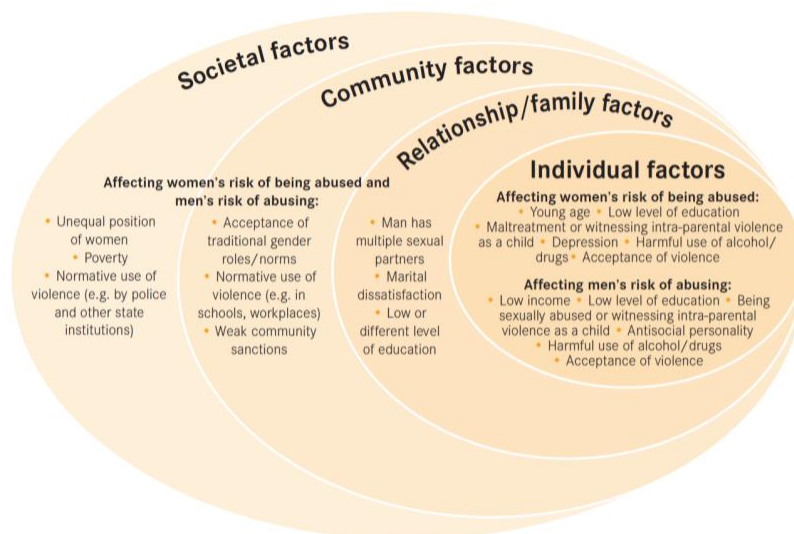 Societal factors
Community factors
Relationship/family factors
Individual factors
Affecting women's risk of being abused and
men's risk of abusing:
• Unequal position
of women
• Poverty
• Normative use of
violence (e.g. by police
and other state
institutions)
• Acceptance of
traditional gender
roles/norms
• Normative use of
violence (e.g. in
schools, workplaces)
• Weak community
sanctions
• Man has
multiple sexual
partners
• Marital
dissatisfaction
• Low or
different level
of education
Affecting women's risk of being abused:
• Young age • Low level of education
• Maltreatment or witnessing intra-parental violence
as a child • Depression • Harmful use of alcohol/
drugs • Acceptance of violence
Affecting men's risk of abusing:
• Low income • Low level of education • Being
sexually abused or witnessing intra-parental
violence as a child • Antisocial personality
• Harmful use of alcohol/drugs
• Acceptance of violence